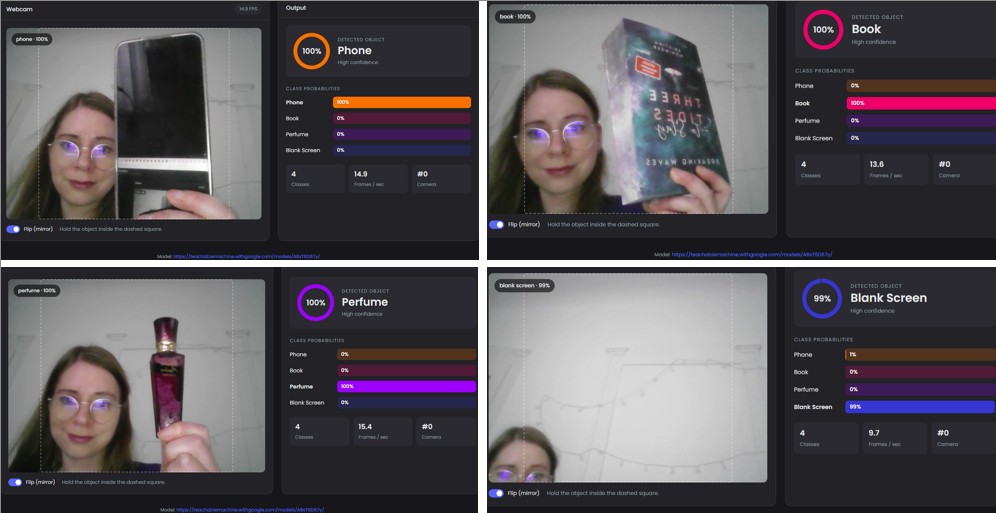 Webcam
14.9 FPS
phone · 100%
Flip (mirror)
Hold the object inside the dashed square.
Output
100%
DETECTED OBJECT
Phone
High confidence
CLASS PROBABILITIES
Phone 100%
Book 0%
Perfume 0%
Blank Screen 0%
4
Classes
14.9
Frames / sec
#0
Camera
book · 100%
THREE
TIDES
to Stay
BREAKING WAVES
Flip (mirror)
Hold the object inside the dashed square.
100%
DETECTED OBJECT
Book
High confidence
CLASS PROBABILITIES
Phone 0%
Book 100%
Perfume 0%
Blank Screen 0%
4
Classes
13.6
Frames / sec
#0
Camera
perfume · 100%
Flip (mirror)
Hold the object inside the dashed square.
100%
DETECTED OBJECT
Perfume
High confidence
CLASS PROBABILITIES
Phone 0%
Book 0%
Perfume 100%
Blank Screen 0%
4
Classes
15.4
Frames / sec
#0
Camera
blank screen · 99%
Flip (mirror)
Hold the object inside the dashed square.
99%
DETECTED OBJECT
Blank Screen
High confidence
CLASS PROBABILITIES
Phone 1%
Book 0%
Perfume 0%
Blank Screen 99%
4
Classes
9.7
Frames / sec
#0
Camera